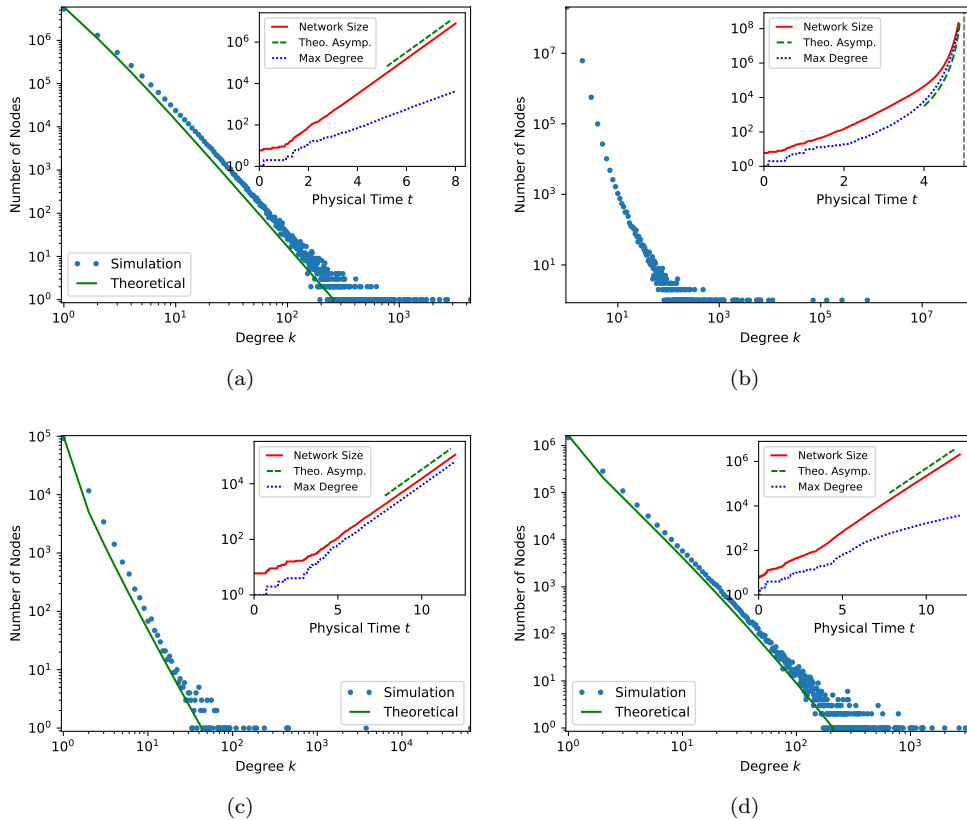 Network Size
Theo. Asymp.
Max Degree
10^7
10^4
10^2
1
0 2 4 6 8
Physical Time t
Number of Nodes
10^6
10^5
10^4
10^3
10^2
10^1
10^0
Simulation
Theoretical
10^0 10^1 10^2 10^3
Degree k
(a)
Network Size
Theo. Asymp.
Max Degree
10^8
10^6
10^4
10^2
1
0 2 4
Physical Time t
Number of Nodes
10^7
10^5
10^3
10^1
10^1 10^3 10^5 10^7
Degree k
(b)
Network Size
Theo. Asymp.
Max Degree
10^4
10^2
10^0
0 5 10
Physical Time t
Number of Nodes
10^5
10^4
10^3
10^2
10^1
10^0
Simulation
Theoretical
10^0 10^1 10^2 10^3 10^4
Degree k
(c)
Network Size
Theo. Asymp.
Max Degree
10^6
10^4
10^2
10^0
0 5 10
Physical Time t
Number of Nodes
10^6
10^5
10^4
10^3
10^2
10^1
10^0
Simulation
Theoretical
10^0 10^1 10^2 10^3
Degree k
(d)